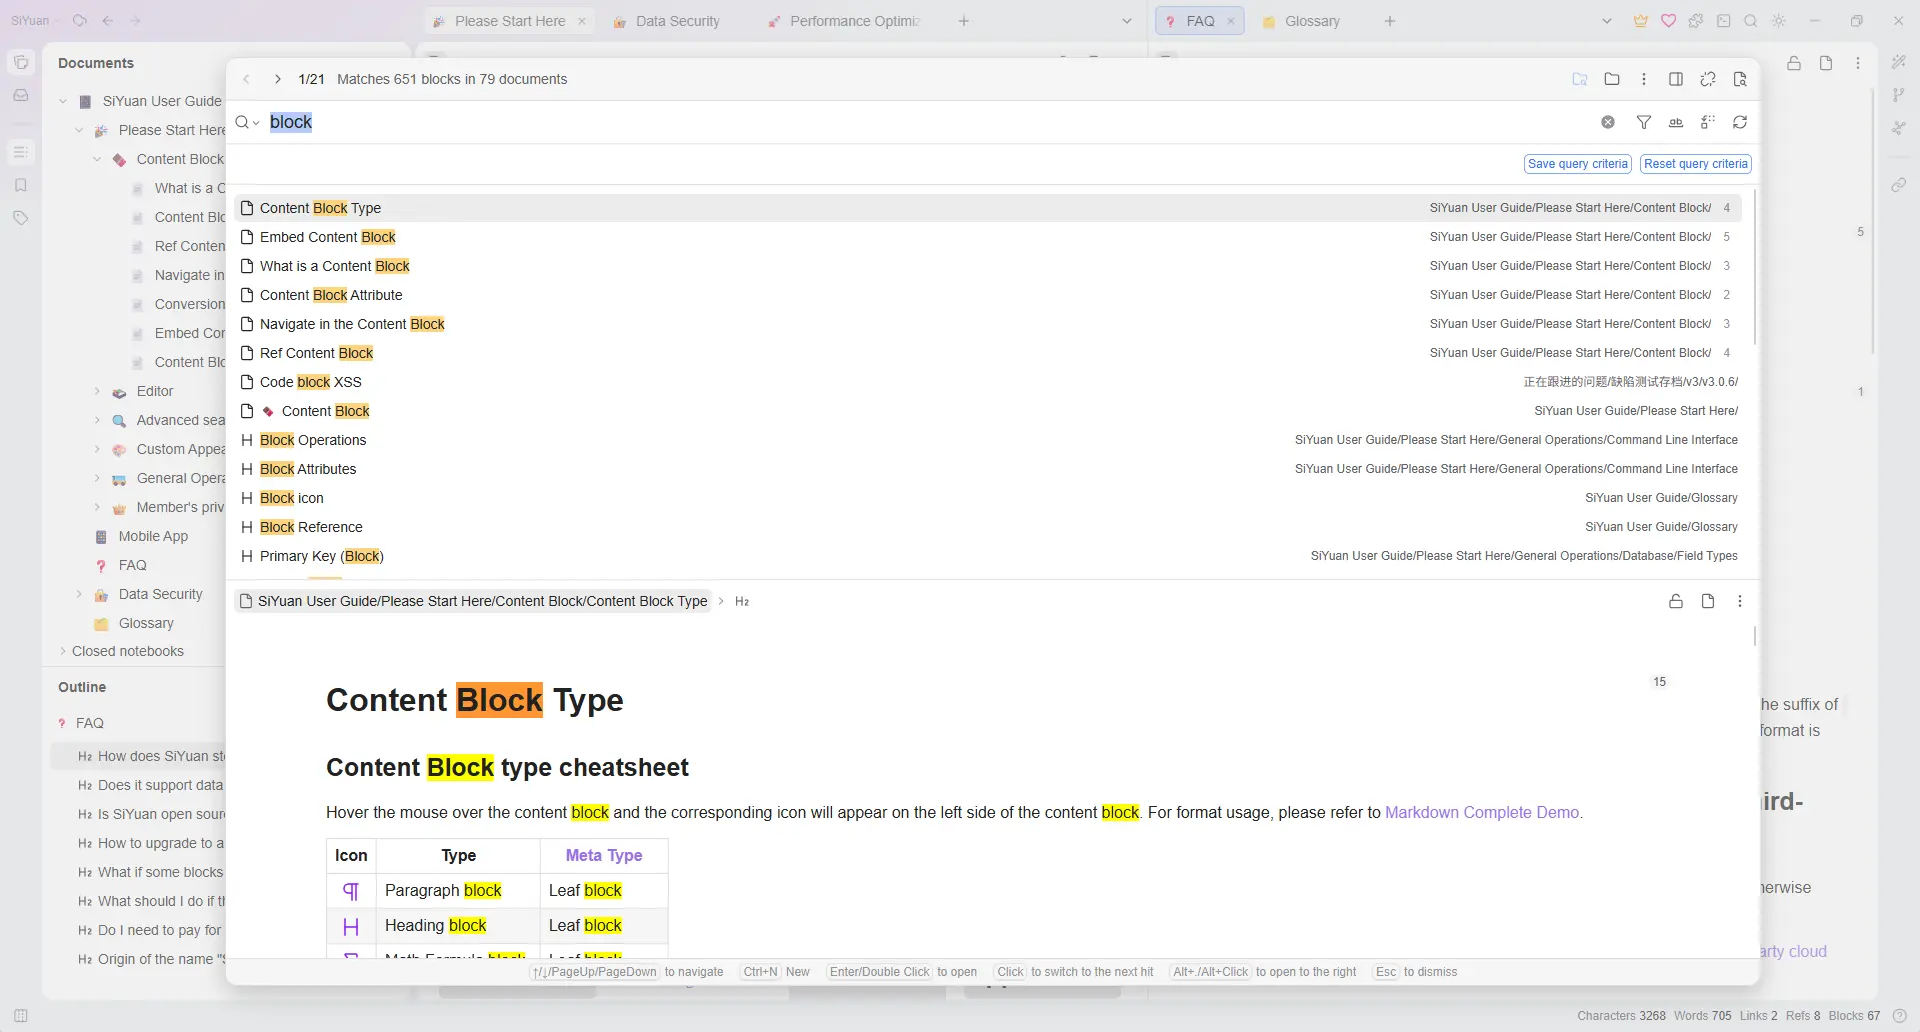 SiYuan
Please Start Here
Data Security
Performance Optimiz
FAQ
Glossary
Documents
SiYuan User Guide
Please Start Here
Content Block
What is a C
Content Blo
Ref Conten
Navigate in
Conversion
Embed Cor
Content Blo
Editor
Advanced sea
Custom Appea
General Opera
Member's priv
Mobile App
FAQ
Data Security
Glossary
Closed notebooks
Outline
FAQ
H2 How does SiYuan sto
H2 Does it support data
H2 Is SiYuan open sour
H2 How to upgrade to a
H2 What if some blocks
H2 What should I do if th
H2 Do I need to pay for
H2 Origin of the name "S
1/21 Matches 651 blocks in 79 documents
block
Save query criteria Reset query criteria
Content Block Type SiYuan User Guide/Please Start Here/Content Block/ 4
Embed Content Block SiYuan User Guide/Please Start Here/Content Block/ 5
What is a Content Block SiYuan User Guide/Please Start Here/Content Block/ 3
Content Block Attribute SiYuan User Guide/Please Start Here/Content Block/ 2
Navigate in the Content Block SiYuan User Guide/Please Start Here/Content Block/ 3
Ref Content Block SiYuan User Guide/Please Start Here/Content Block/ 4
Code block XSS 正在跟进的问题/缺陷测试存档/v3/v3.0.6/
Content Block SiYuan User Guide/Please Start Here/
H Block Operations SiYuan User Guide/Please Start Here/General Operations/Command Line Interface
H Block Attributes SiYuan User Guide/Please Start Here/General Operations/Command Line Interface
H Block icon SiYuan User Guide/Glossary
H Block Reference SiYuan User Guide/Glossary
H Primary Key (Block) SiYuan User Guide/Please Start Here/General Operations/Database/Field Types
SiYuan User Guide/Please Start Here/Content Block/Content Block Type > H2
15
Content Block Type
Content Block type cheatsheet
Hover the mouse over the content block and the corresponding icon will appear on the left side of the content block. For format usage, please refer to Markdown Complete Demo.
Icon Type Meta Type
Paragraph block Leaf block
Heading block Leaf block
Math Formula block Leaf block
↑/↓/PageUp/PageDown to navigate Ctrl+N New Enter/Double Click to open Click to switch to the next hit Alt+./Alt+Click to open to the right Esc to dismiss
5
1
he suffix of
format is
ird-
erwise
arty cloud
Characters 3268 Words 705 Links 2 Refs 8 Blocks 67